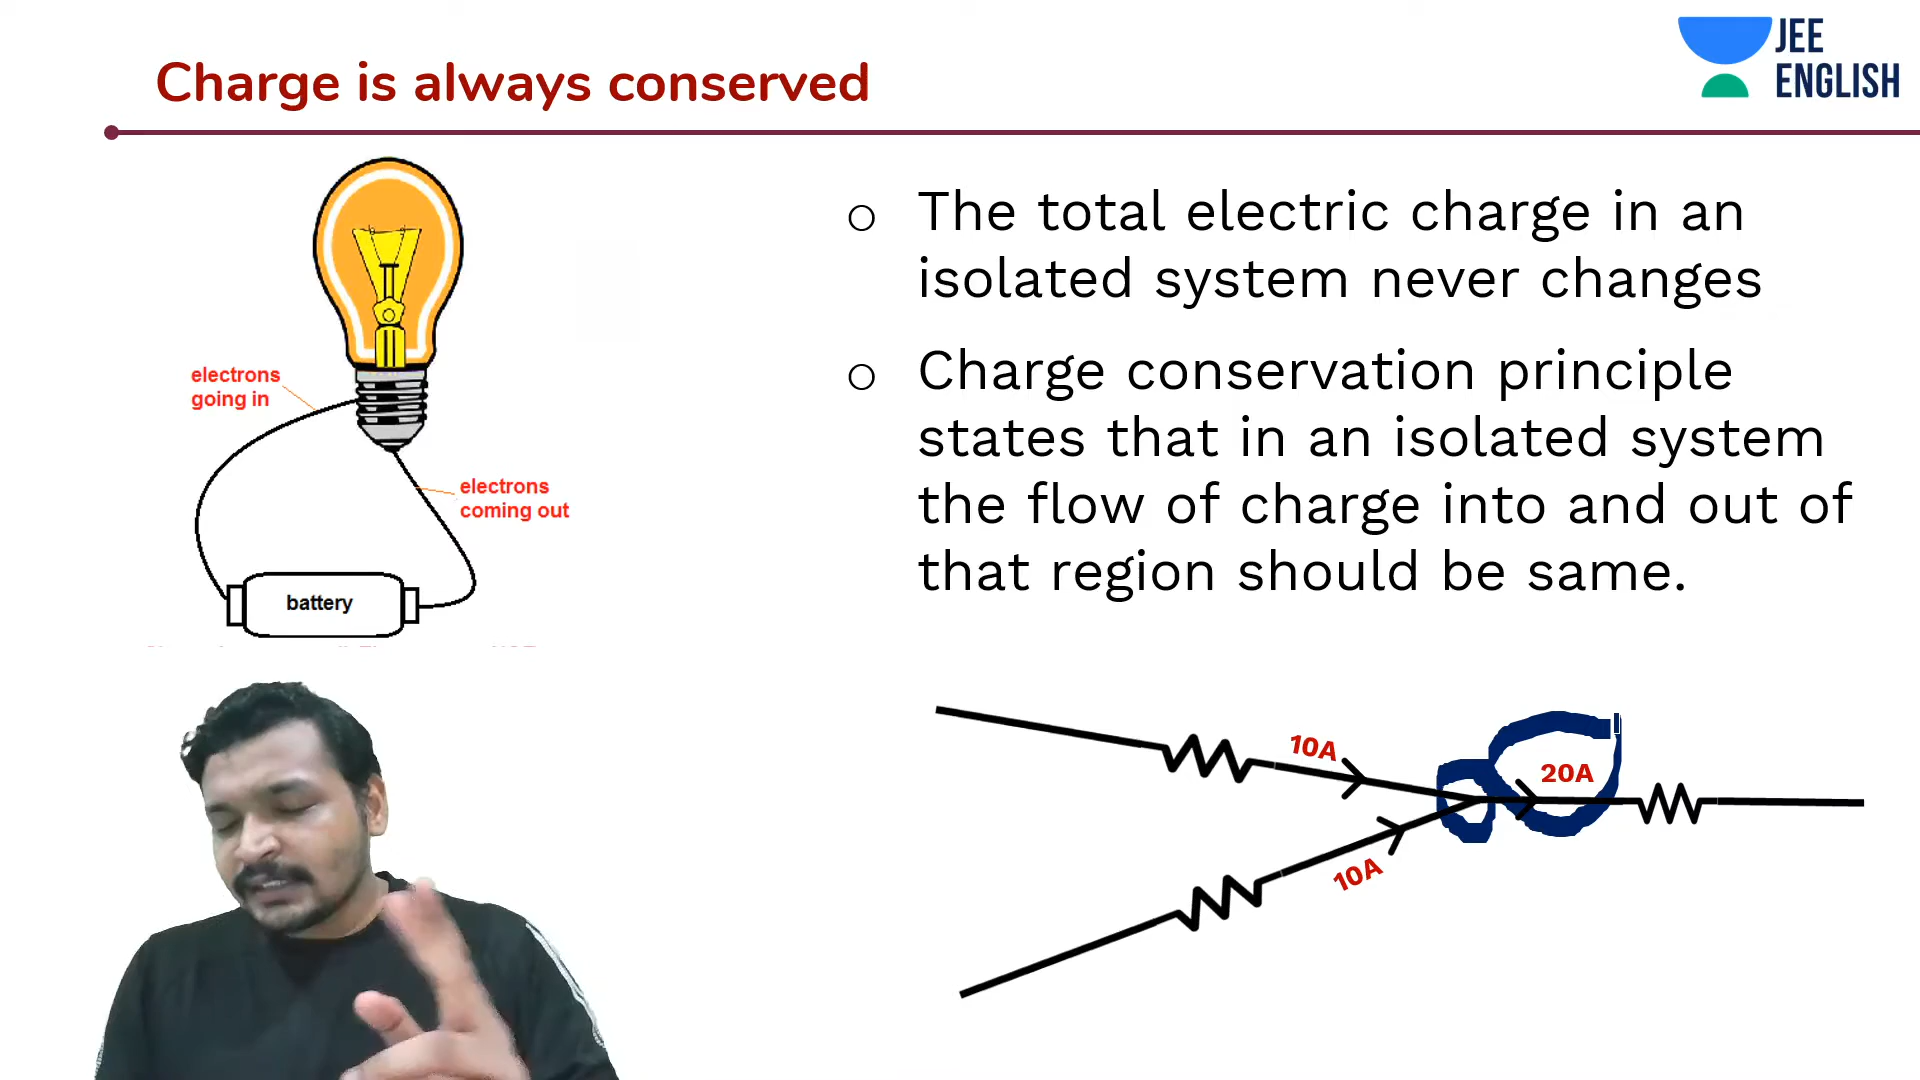 Charge is always conserved
JEE
ENGLISH
electrons
going in
electrons
coming out
battery
The total electric charge in an
isolated system never changes
Charge conservation principle
states that in an isolated system
the flow of charge into and out of
that region should be same.
10A
20A
10A